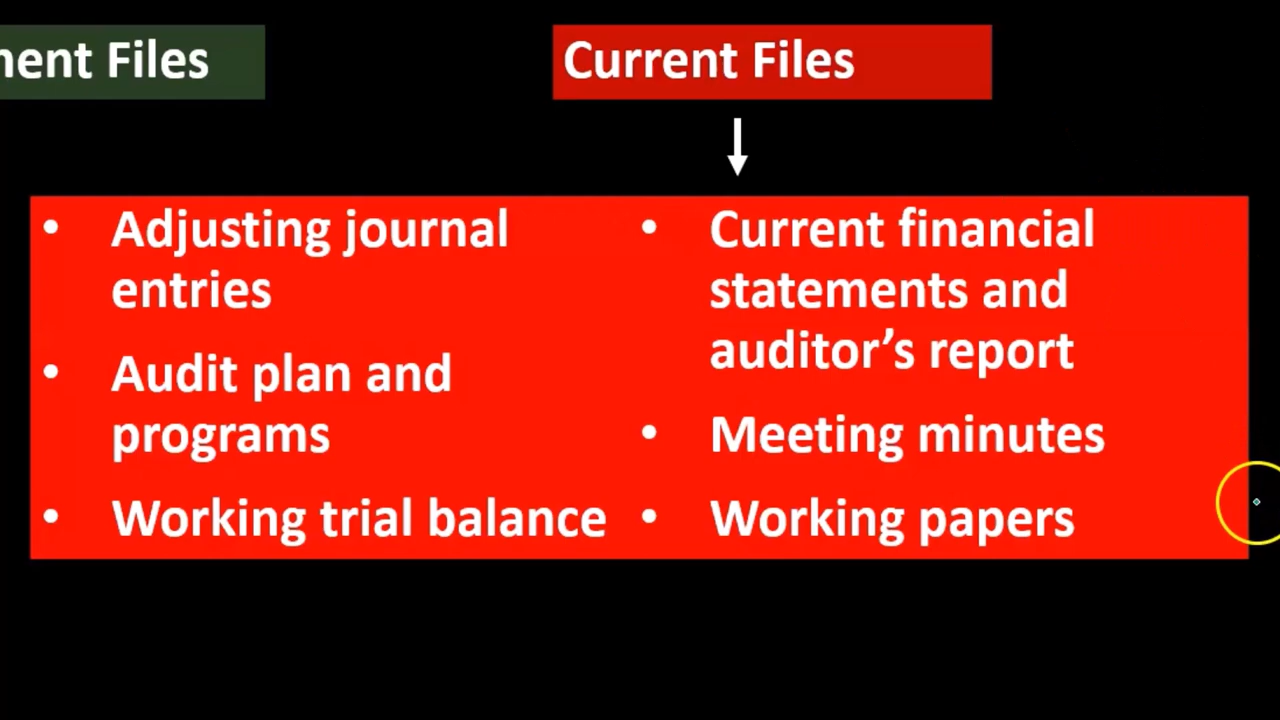 nent Files
Current Files
• Adjusting journal
entries
• Audit plan and
programs
• Working trial balance
• Current financial
statements and
auditor’s report
• Meeting minutes
• Working papers